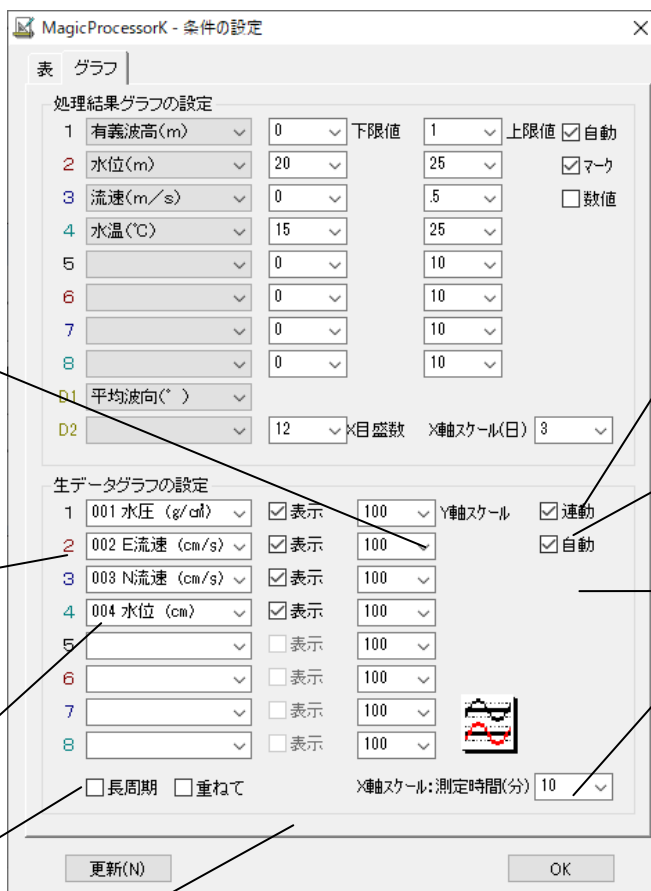 MagicProcessorK - 条件の設定
表 グラフ
処理結果グラフの設定
1 有義波高(m) 0 下限値 1 上限値 自動
2 水位(m) 20 25 マーク
3 流速(m/s) 0 .5 数値
4 水温(℃) 15 25
5 0 10
6 0 10
7 0 10
8 0 10
D1 平均波向(°)
D2 12 X目盛数 X軸スケール(日) 3
生データグラフの設定
1 001 水圧 (g/c㎡) 表示 100 Y軸スケール 連動
2 002 E流速 (cm/s) 表示 100 自動
3 003 N流速 (cm/s) 表示 100
4 004 水位 (cm) 表示 100
5 表示 100
6 表示 100
7 表示 100
8 表示 100
長周期 重ねて X軸スケール:測定時間(分) 10
更新(N) OK